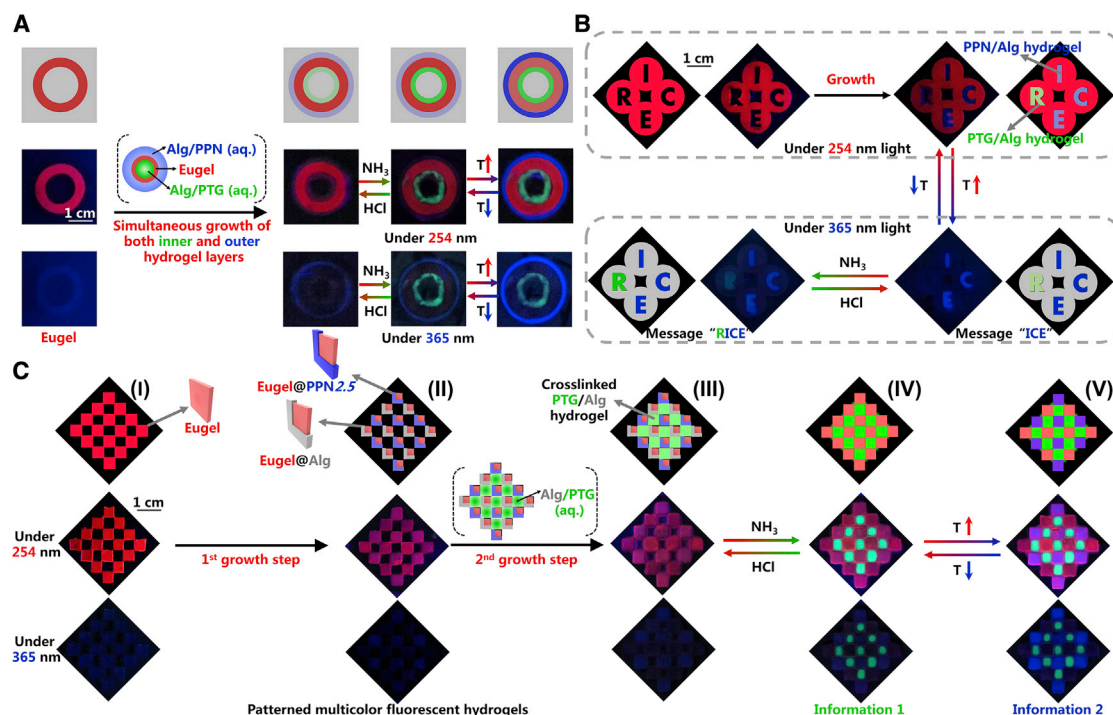 A
Alg/PPN (aq.)
Eugel
Alg/PTG (aq.)
1 cm
Simultaneous growth of
both inner and outer
hydrogel layers
Eugel
NH3
HCl
T
T
Under 254 nm
NH3
HCl
T
T
Under 365 nm
B
I
R C
E
1 cm
I
R C
E
Growth
I
R C
E
PPN/Alg hydrogel
I
R C
E
PTG/Alg hydrogel
Under 254 nm light
T
T
Under 365 nm light
I
R C
E
I
R C
E
NH3
HCl
I
C
E
I
R C
E
Message "RICE"
Message "ICE"
C
(I)
Eugel
Eugel@PPN2.5
Eugel@Alg
(II)
Crosslinked
PTG/Alg
hydrogel
(III)
(IV)
(V)
1 cm
Under
254 nm
1st growth step
Alg/PTG
(aq.)
2nd growth step
NH3
HCl
T
T
Under
365 nm
Patterned multicolor fluorescent hydrogels
Information 1
Information 2